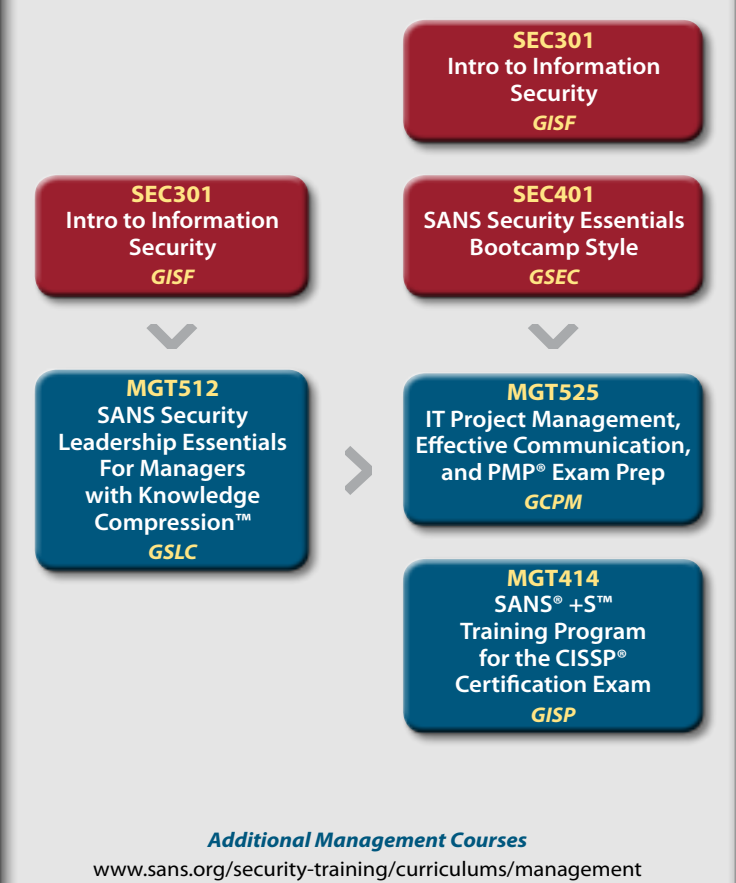 SEC301
Intro to Information
Security
GISF
SEC301
Intro to Information
Security
GISF
SEC401
SANS Security Essentials
Bootcamp Style
GSEC
MGT512
SANS Security
Leadership Essentials
For Managers
with Knowledge
Compression™
GSLC
MGT525
IT Project Management,
Effective Communication,
and PMP® Exam Prep
GCPM
MGT414
SANS® +S™
Training Program
for the CISSP®
Certification Exam
GISP
Additional Management Courses
www.sans.org/security-training/curriculums/management